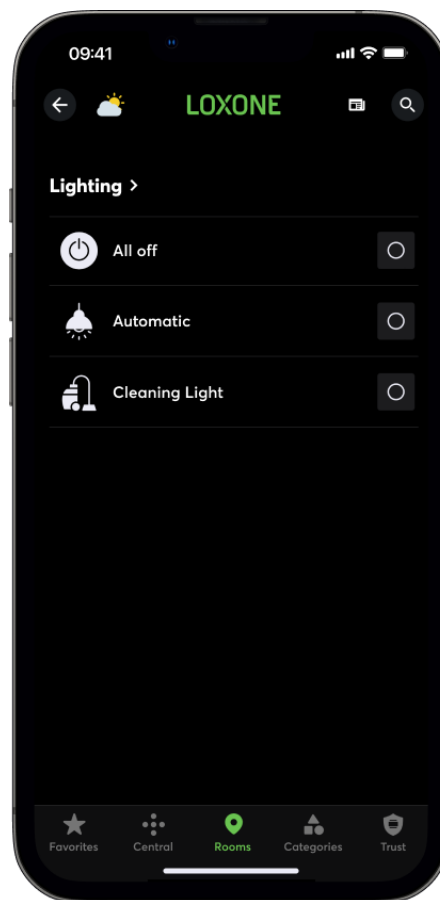 09:41
LOXONE
Lighting >
All off
Automatic
Cleaning Light
Favorites Central Rooms Categories Trust